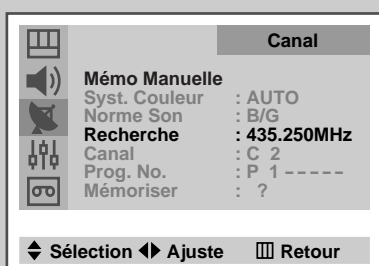 Canal
Mémo Manuelle
Syst. Couleur : AUTO
Norme Son : B/G
Recherche : 435.250MHz
Canal : C 2
Prog. No. : P 1 -----
Mémoriser : ?
Sélection Ajuste Retour